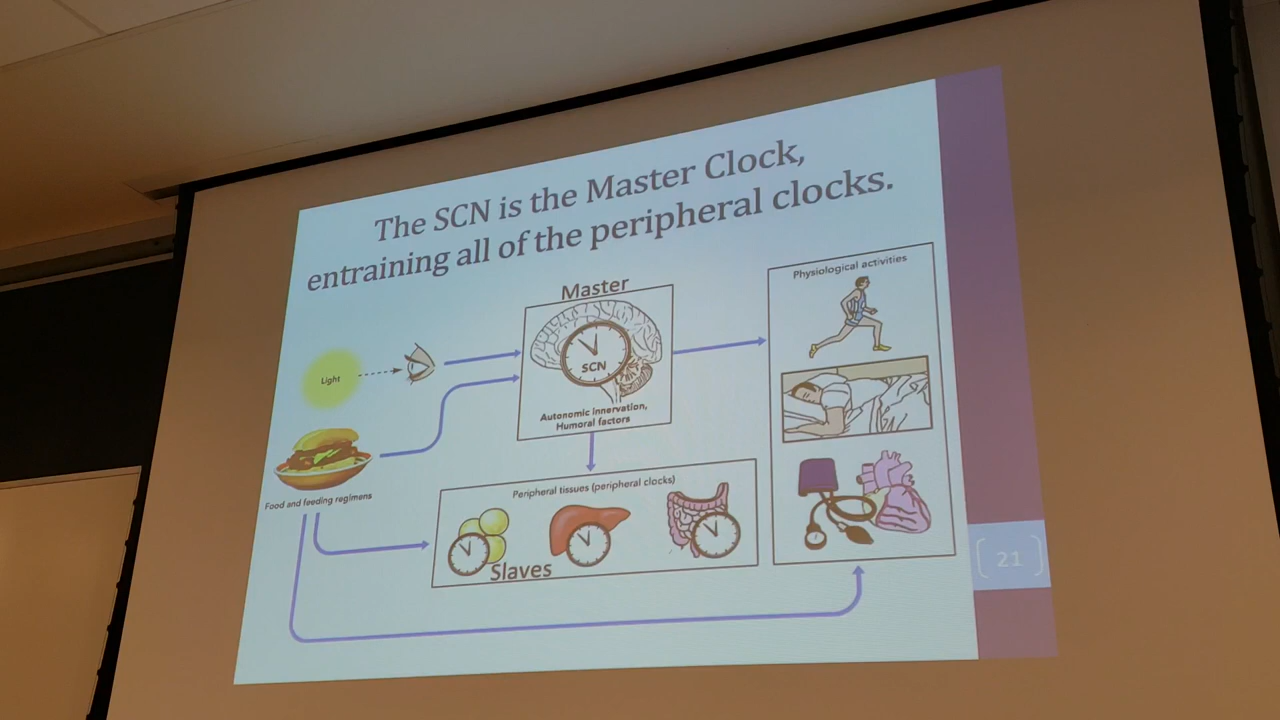 The SCN is the Master Clock,
entraining all of the peripheral clocks.
Master
Physiological activities
Light
SCN
Autonomic innervation,
Humoral factors
Food and feeding regimens
Peripheral tissues (peripheral clocks)
Slaves
21